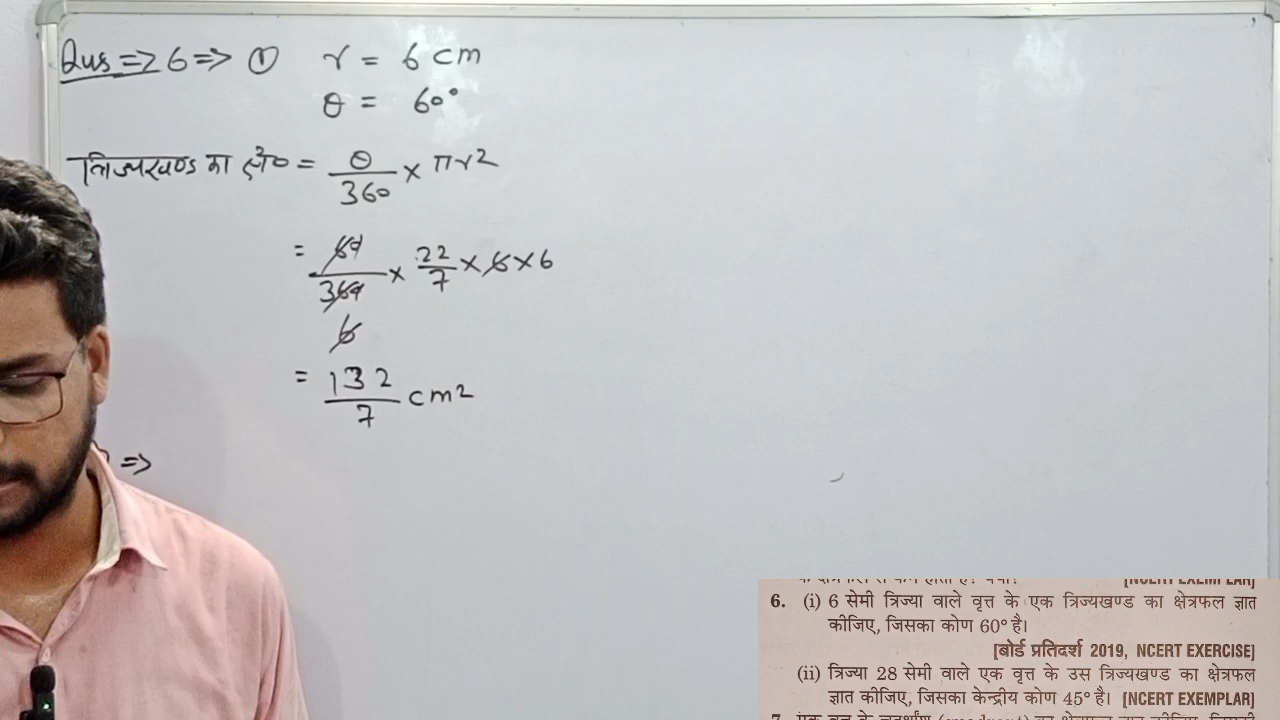 Qus => 6 => ① r = 6 cm
θ = 60°
त्रिज्यखण्ड का क्षे० = θ/360 × πr²
= 60/360 × 22/7 × 6 × 6
6
= 132/7 cm²
=>
[NCERT EXEMPLAR]
6. (i) 6 सेमी त्रिज्या वाले वृत्त के एक त्रिज्यखण्ड का क्षेत्रफल ज्ञात
कीजिए, जिसका कोण 60° है।
[बोर्ड प्रतिदर्श 2019, NCERT EXERCISE]
(ii) त्रिज्या 28 सेमी वाले एक वृत्त के उस त्रिज्यखण्ड का क्षेत्रफल
ज्ञात कीजिए, जिसका केन्द्रीय कोण 45° है। [NCERT EXEMPLAR]